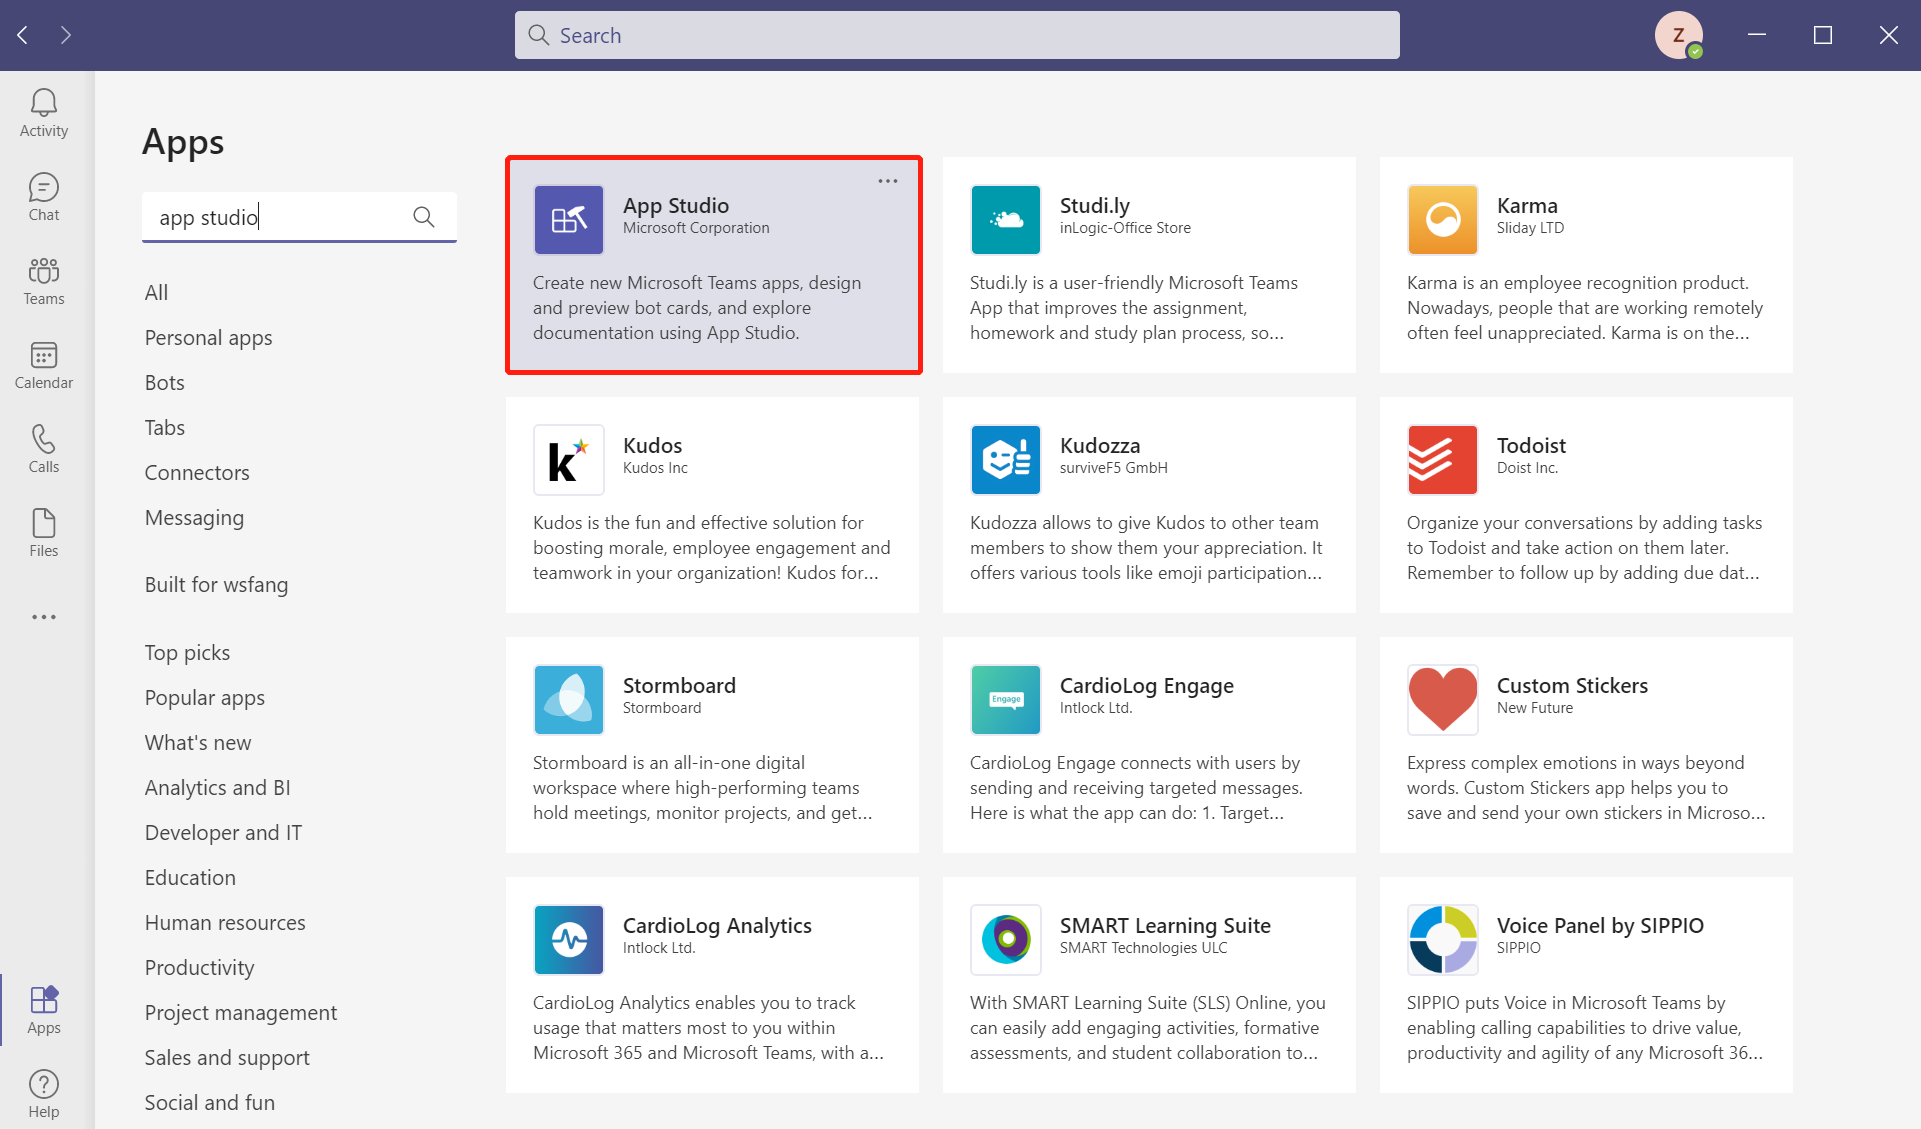 Search
Z
Activity
Chat
Teams
Calendar
Calls
Files
Apps
Help
Apps
app studio
All
Personal apps
Bots
Tabs
Connectors
Messaging
Built for wsfang
Top picks
Popular apps
What's new
Analytics and BI
Developer and IT
Education
Human resources
Productivity
Project management
Sales and support
Social and fun
App Studio
Microsoft Corporation
Create new Microsoft Teams apps, design
and preview bot cards, and explore
documentation using App Studio.
Studi.ly
inLogic-Office Store
Studi.ly is a user-friendly Microsoft Teams
App that improves the assignment,
homework and study plan process, so...
Karma
Sliday LTD
Karma is an employee recognition product.
Nowadays, people that are working remotely
often feel unappreciated. Karma is on the...
k
Kudos
Kudos Inc
Kudos is the fun and effective solution for
boosting morale, employee engagement and
teamwork in your organization! Kudos for...
Kudozza
surviveF5 GmbH
Kudozza allows to give Kudos to other team
members to show them your appreciation. It
offers various tools like emoji participation...
Todoist
Doist Inc.
Organize your conversations by adding tasks
to Todoist and take action on them later.
Remember to follow up by adding due dat...
Stormboard
Stormboard
Stormboard is an all-in-one digital
workspace where high-performing teams
hold meetings, monitor projects, and get...
Engage
CardioLog Engage
Intlock Ltd.
CardioLog Engage connects with users by
sending and receiving targeted messages.
Here is what the app can do: 1. Target...
Custom Stickers
New Future
Express complex emotions in ways beyond
words. Custom Stickers app helps you to
save and send your own stickers in Microso...
CardioLog Analytics
Intlock Ltd.
CardioLog Analytics enables you to track
usage that matters most to you within
Microsoft 365 and Microsoft Teams, with a...
SMART Learning Suite
SMART Technologies ULC
With SMART Learning Suite (SLS) Online, you
can easily add engaging activities, formative
assessments, and student collaboration to...
Voice Panel by SIPPIO
SIPPIO
SIPPIO puts Voice in Microsoft Teams by
enabling calling capabilities to drive value,
productivity and agility of any Microsoft 36...